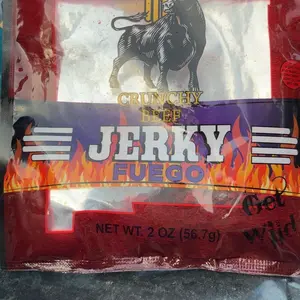 CRUNCHY
BEEF
JERKY
FUEGO
NET WT. 2 OZ (56.7g)
Get
Wild